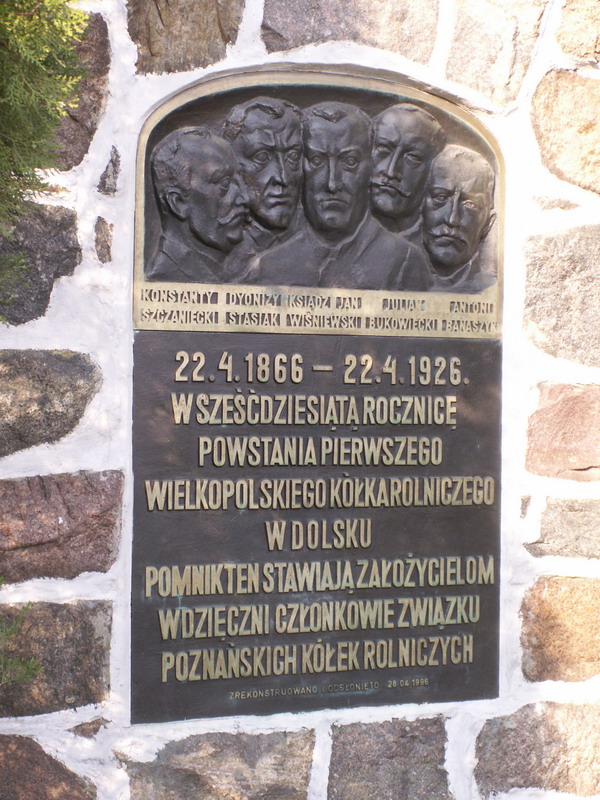 KONSTANTY DYONIZY KSIĄDZ JAN JULIAN ANTONI
SZCZANIECKI STASIAK WIŚNIEWSKI BUKOWIECKI BANASZYK
22.4.1866 — 22.4.1926.
W SZEŚĆDZIESIĄTĄ ROCZNICĘ
POWSTANIA PIERWSZEGO
WIELKOPOLSKIEGO KÓŁKA ROLNICZEGO
W DOLSKU
POMNIK TEN STAWIAJĄ ZAŁOŻYCIELOM
WDZIĘCZNI CZŁONKOWIE ZWIĄZKU
POZNAŃSKICH KÓŁEK ROLNICZYCH
ZREKONSTRUOWANO I ODSŁONIĘTO 28 04 1996